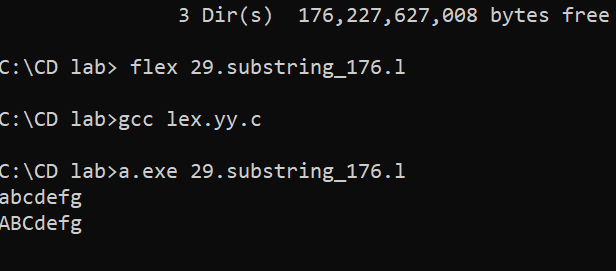 3 Dir(s)  176,227,627,008 bytes free
C:\CD lab> flex 29.substring_176.l
C:\CD lab>gcc lex.yy.c
C:\CD lab>a.exe 29.substring_176.l
abcdefg
ABCdefg